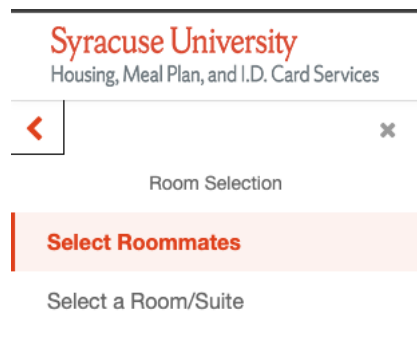 Syracuse University
Housing, Meal Plan, and I.D. Card Services
Room Selection
Select Roommates
Select a Room/Suite